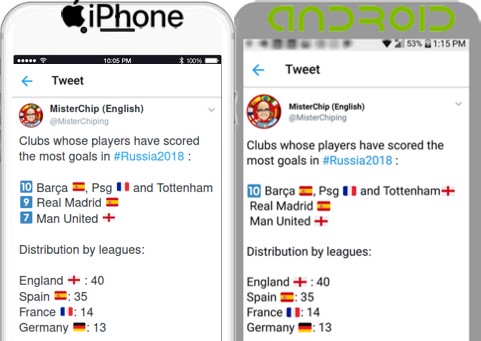 iPhone
10:05 PM
100%
Tweet
MisterChip (English)
@MisterChiping
Clubs whose players have scored
the most goals in #Russia2018 :
🔟 Barça 🇪🇸, Psg 🇫🇷 and Tottenham
9️⃣ Real Madrid 🇪🇸
7️⃣ Man United 🏴󠁧󠁢󠁥󠁮󠁧󠁿
Distribution by leagues:
England 🏴󠁧󠁢󠁥󠁮󠁧󠁿 : 40
Spain 🇪🇸: 35
France 🇫🇷: 14
Germany 🇩🇪: 13
ANDROID
53% 1:15 PM
Tweet
MisterChip (English)
@MisterChiping
Clubs whose players have scored
the most goals in #Russia2018 :
🔟 Barça 🇪🇸, Psg 🇫🇷 and Tottenham🏴󠁧󠁢󠁥󠁮󠁧󠁿
Real Madrid 🇪🇸
Man United 🏴󠁧󠁢󠁥󠁮󠁧󠁿
Distribution by leagues:
England 🏴󠁧󠁢󠁥󠁮󠁧󠁿 : 40
Spain 🇪🇸: 35
France 🇫🇷: 14
Germany 🇩🇪: 13